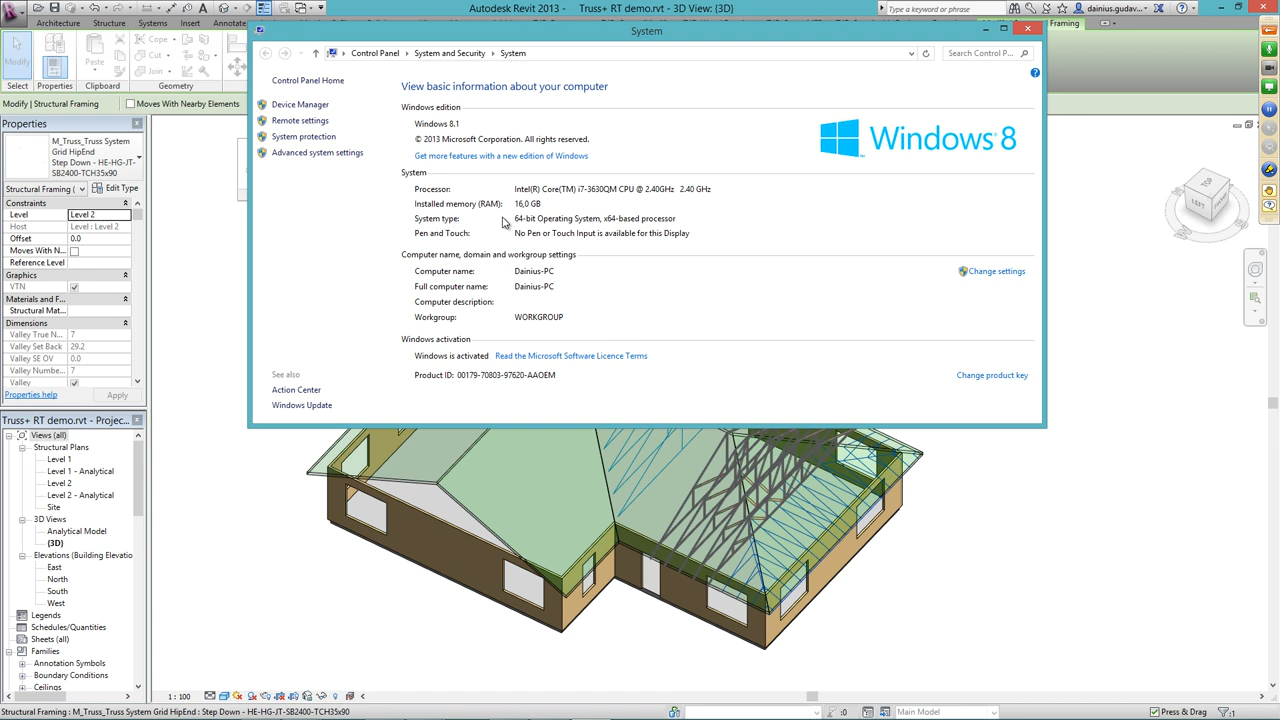 Autodesk Revit 2013 - Truss+ RT demo.rvt - 3D View: {3D}
Type a keyword or phrase
dainius.gudav...
Architecture Structure Systems Insert Annotate
Framing
System
Modify
Properties
Paste
Cope
Cut
Join
Select Properties Clipboard Geometry
Control Panel System and Security System
Search Control P...
Modify | Structural Framing
Moves With Nearby Elements
Properties
M_Truss_Truss System
Grid HipEnd
Step Down - HE-HG-JT-
SB2400-TCH35x90
Structural Framing (
Edit Type
Level Level 2
Host Level : Level 2
Offset 0.0
Moves With N...
Reference Level
Graphics
VTN
Materials and F...
Structural Mat...
Dimensions
Valley True N... 7
Valley Set Back 29.2
Valley SE OV 0.0
Valley Numbe... 7
Valley
Properties help
Apply
Control Panel Home
Device Manager
Remote settings
System protection
Advanced system settings
See also
Action Center
Windows Update
View basic information about your computer
Windows edition
Windows 8.1
© 2013 Microsoft Corporation. All rights reserved.
Get more features with a new edition of Windows
Windows 8
System
Processor: Intel(R) Core(TM) i7-3630QM CPU @ 2.40GHz 2.40 GHz
Installed memory (RAM): 16,0 GB
System type: 64-bit Operating System, x64-based processor
Pen and Touch: No Pen or Touch Input is available for this Display
Computer name, domain and workgroup settings
Computer name: Dainius-PC
Change settings
Full computer name: Dainius-PC
Computer description:
Workgroup: WORKGROUP
Windows activation
Windows is activated Read the Microsoft Software Licence Terms
Product ID: 00179-70803-97620-AAOEM
Change product key
TOP
LEFT
FRONT
Truss+ RT demo.rvt - Projec...
Views (all)
Structural Plans
Level 1
Level 1 - Analytical
Level 2
Level 2 - Analytical
Site
3D Views
Analytical Model
{3D}
Elevations (Building Elevatio
East
North
South
West
Legends
Schedules/Quantities
Sheets (all)
Families
Annotation Symbols
Boundary Conditions
Ceilings
1 : 100
Structural Framing : M_Truss_Truss System Grid HipEnd : Step Down - HE-HG-JT-SB2400-TCH35x90
:0
Main Model
Press & Drag
:1